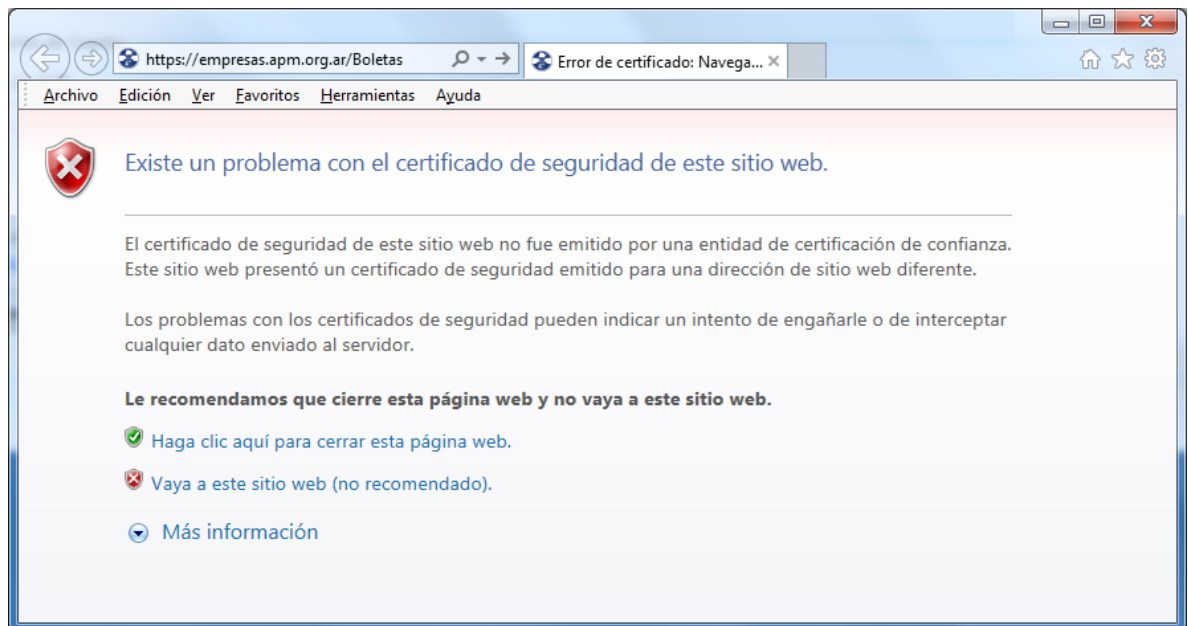 https://empresas.apm.org.ar/Boletas
Error de certificado: Navega...
Archivo Edición Ver Favoritos Herramientas Ayuda
Existe un problema con el certificado de seguridad de este sitio web.
El certificado de seguridad de este sitio web no fue emitido por una entidad de certificación de confianza.
Este sitio web presentó un certificado de seguridad emitido para una dirección de sitio web diferente.
Los problemas con los certificados de seguridad pueden indicar un intento de engañarle o de interceptar
cualquier dato enviado al servidor.
Le recomendamos que cierre esta página web y no vaya a este sitio web.
Haga clic aquí para cerrar esta página web.
Vaya a este sitio web (no recomendado).
Más información